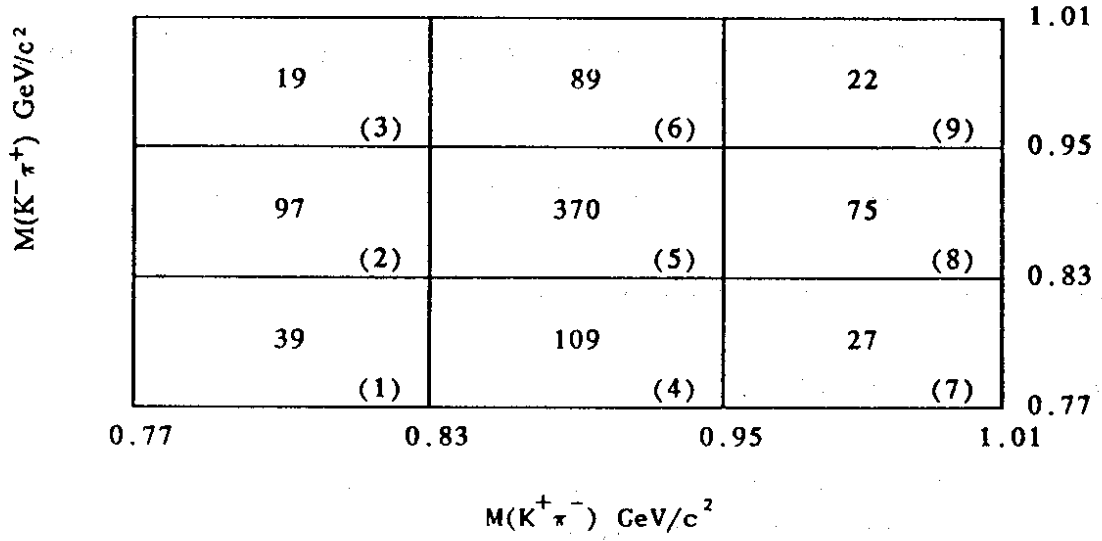 1.01
M(K⁻π⁺) GeV/c²
19 89 22
(3) (6) (9)
0.95
97 370 75
(2) (5) (8)
0.83
39 109 27
(1) (4) (7)
0.77
0.77 0.83 0.95 1.01
M(K⁺π⁻) GeV/c²